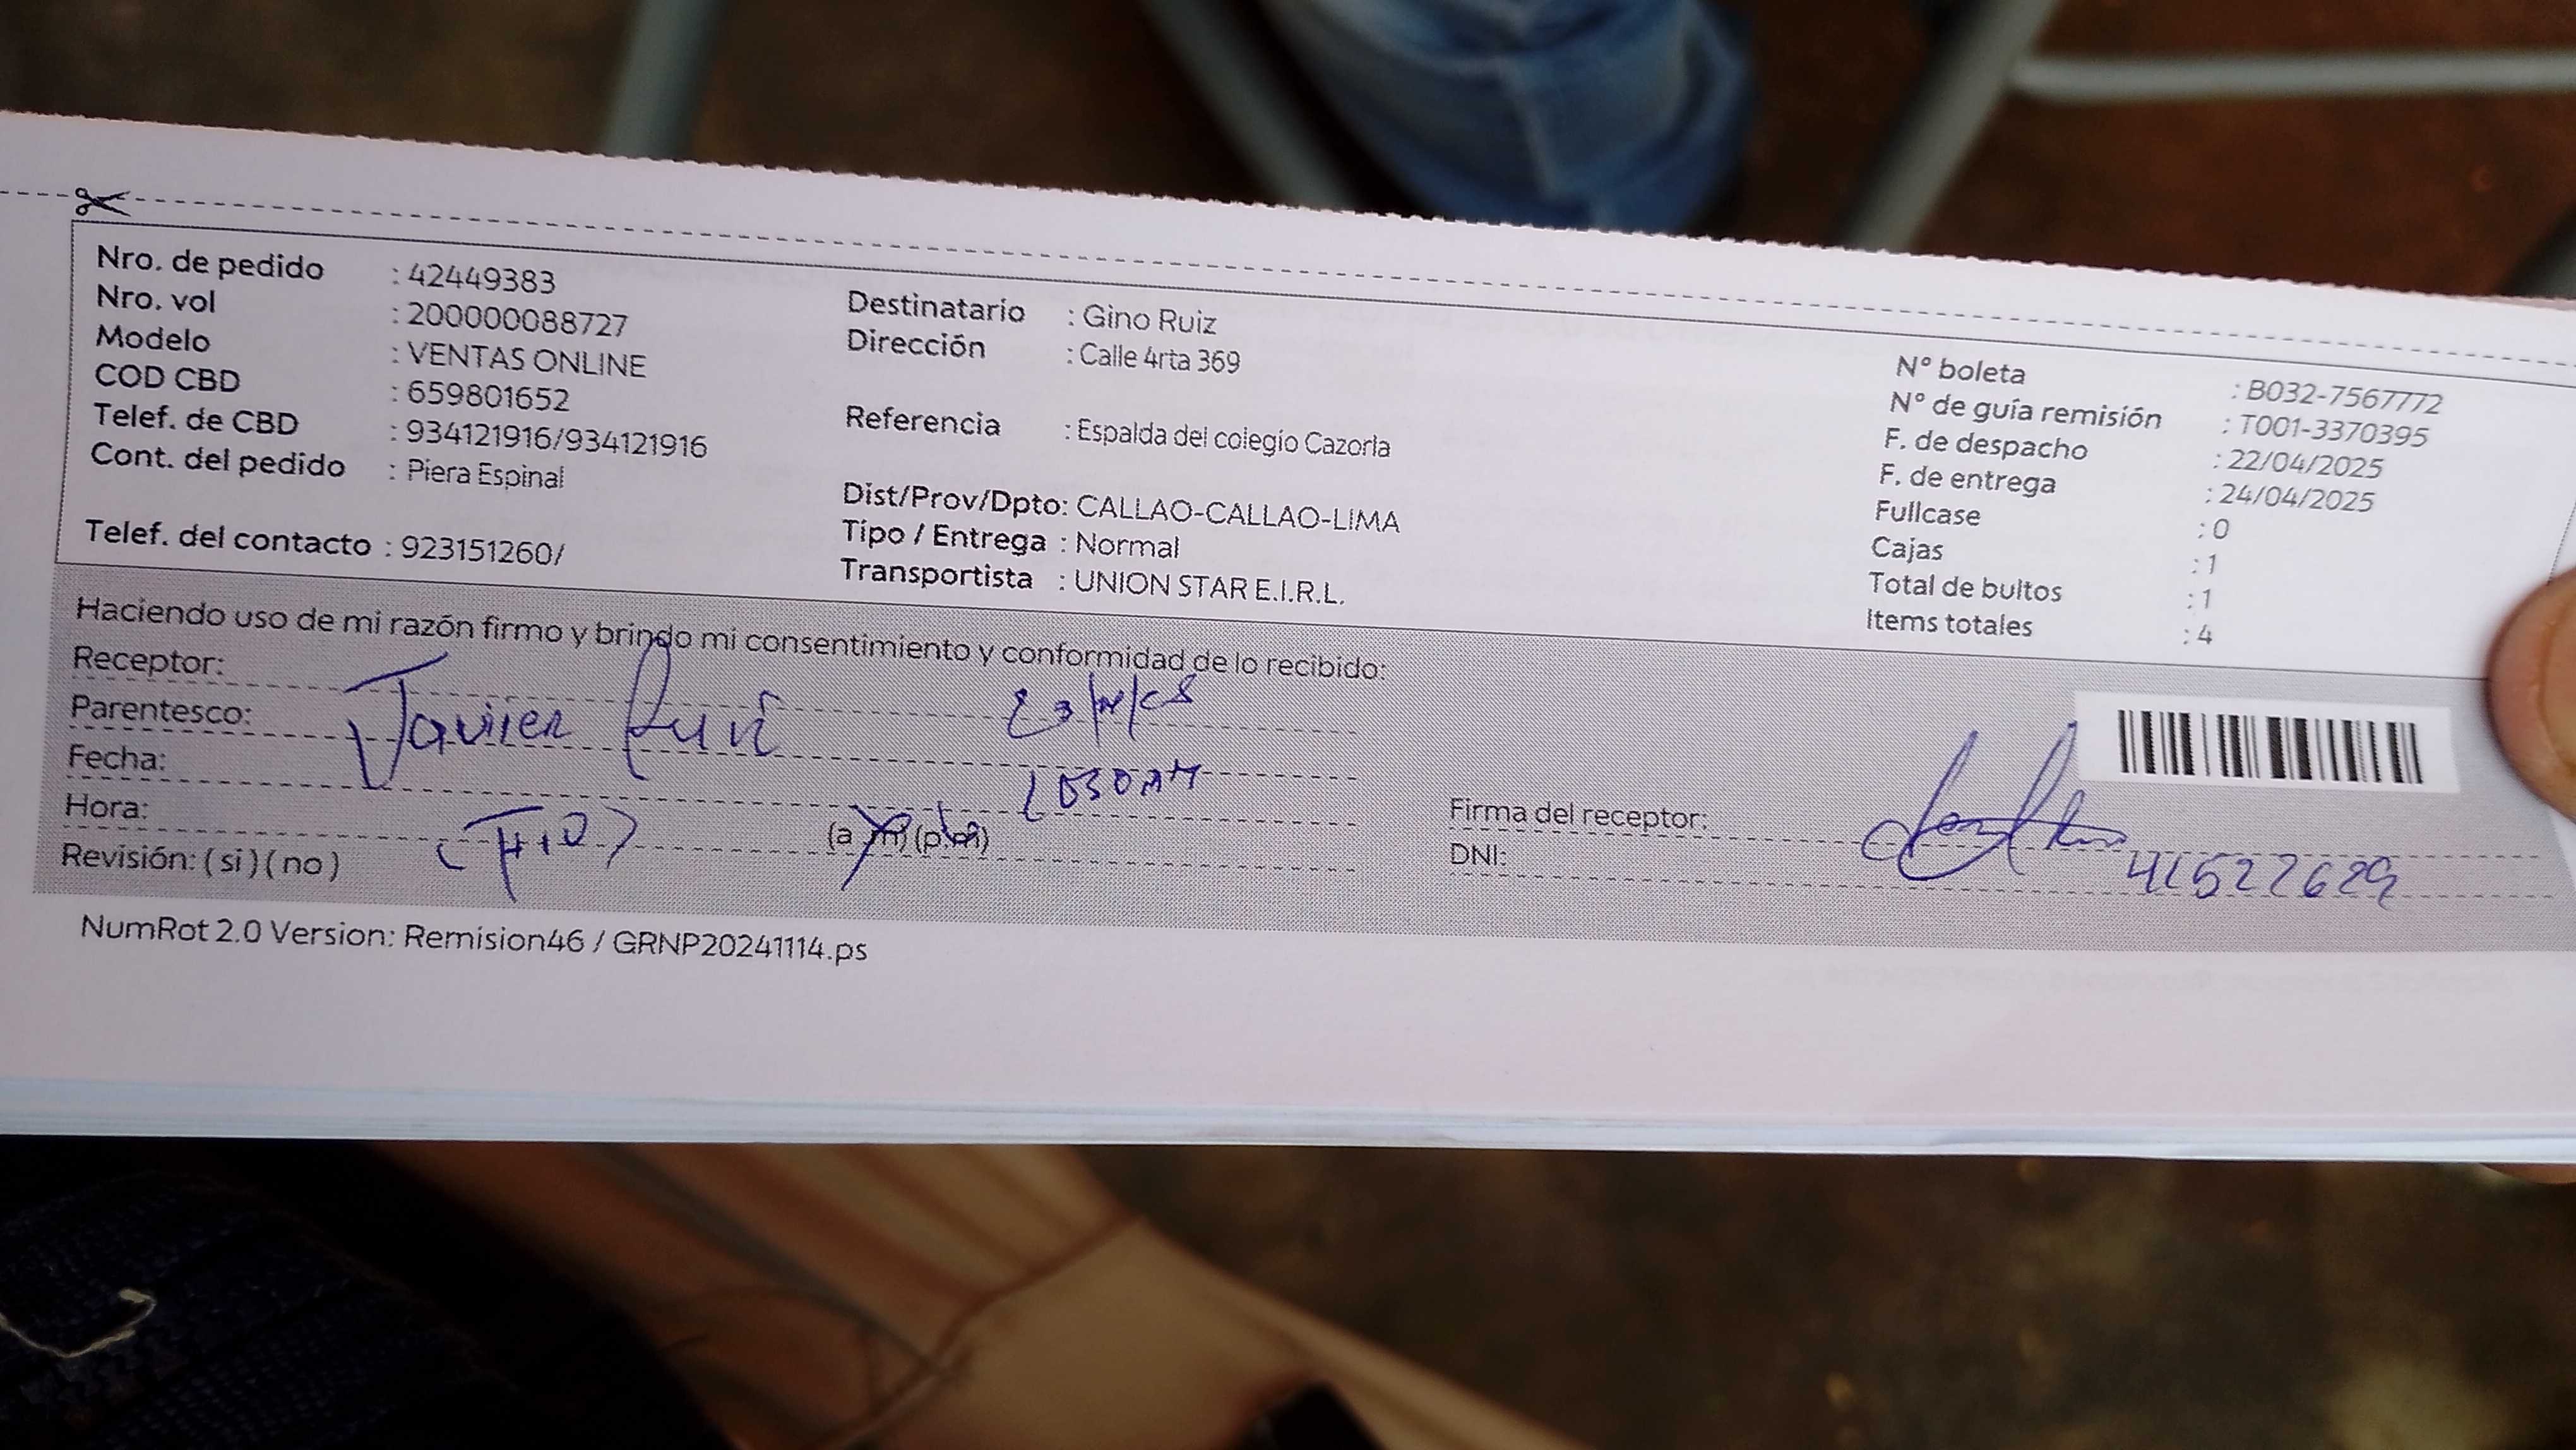 Nro. de pedido : 42449383
Nro. vol : 200000088727
Modelo : VENTAS ONLINE
COD CBD : 659801652
Telef. de CBD : 934121916/934121916
Cont. del pedido : Piera Espinal
Telef. del contacto : 923151260/
Destinatario : Gino Ruiz
Dirección : Calle 4rta 369
Referencia : Espalda del colegio Cazorla
Dist/Prov/Dpto: CALLAO-CALLAO-LIMA
Tipo / Entrega : Normal
Transportista : UNION STAR E.I.R.L.
N° boleta : B032-7567772
N° de guía remisión : T001-3370395
F. de despacho : 22/04/2025
F. de entrega : 24/04/2025
Fullcase : 0
Cajas : 1
Total de bultos : 1
Items totales : 4
Haciendo uso de mi razón firmo y brindo mi consentimiento y conformidad de lo recibido:
Receptor:
Parentesco: Javier
Fecha:
Hora: (a.m) (p.m)
Revisión: ( si ) ( no )
Firma del receptor:
DNI:
NumRot 2.0 Version: Remision46 / GRNP20241114.ps